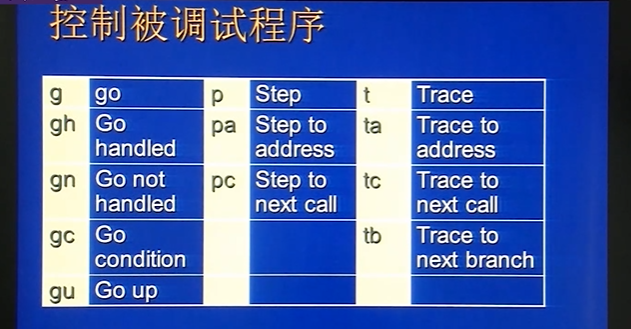 控制被调试程序
g go p Step t Trace
gh Go handled pa Step to address ta Trace to address
gn Go not handled pc Step to next call tc Trace to next call
gc Go condition tb Trace to next branch
gu Go up